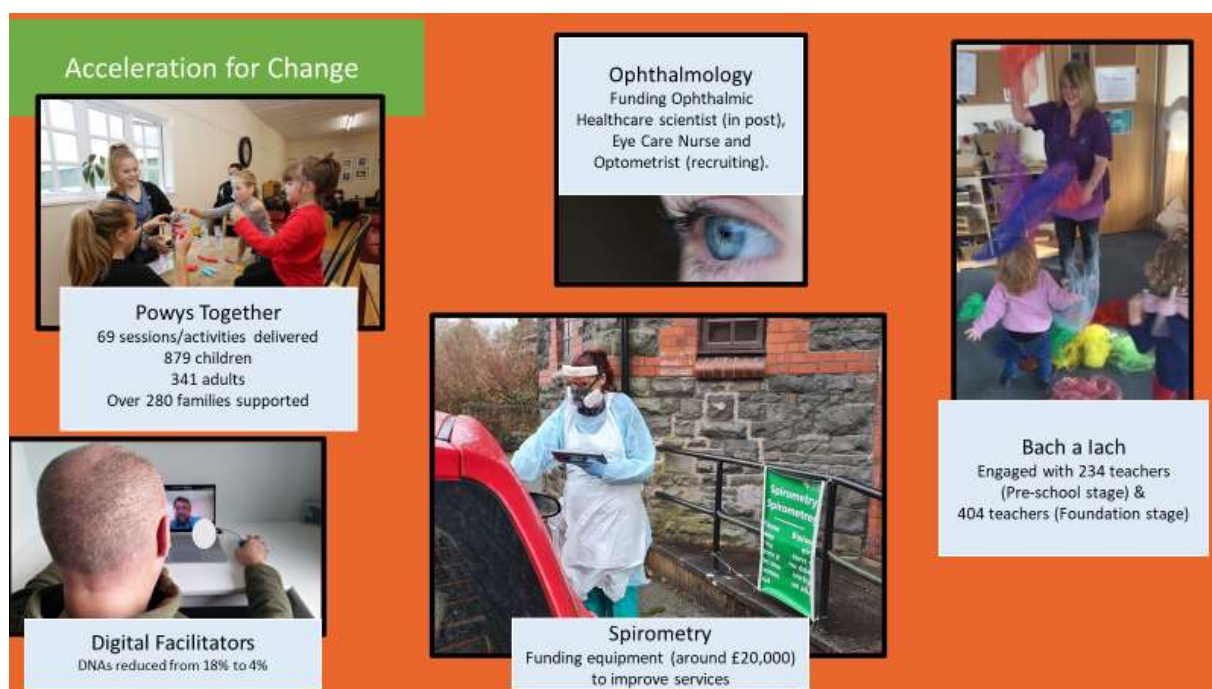 Acceleration for Change
Powys Together
69 sessions/activities delivered
879 children
341 adults
Over 280 families supported
Digital Facilitators
DNAs reduced from 18% to 4%
Ophthalmology
Funding Ophthalmic
Healthcare scientist (in post),
Eye Care Nurse and
Optometrist (recruiting).
Spirometry
Spirometreg
Spirometry
Funding equipment (around £20,000)
to improve services
Bach a Iach
Engaged with 234 teachers
(Pre-school stage) &
404 teachers (Foundation stage)